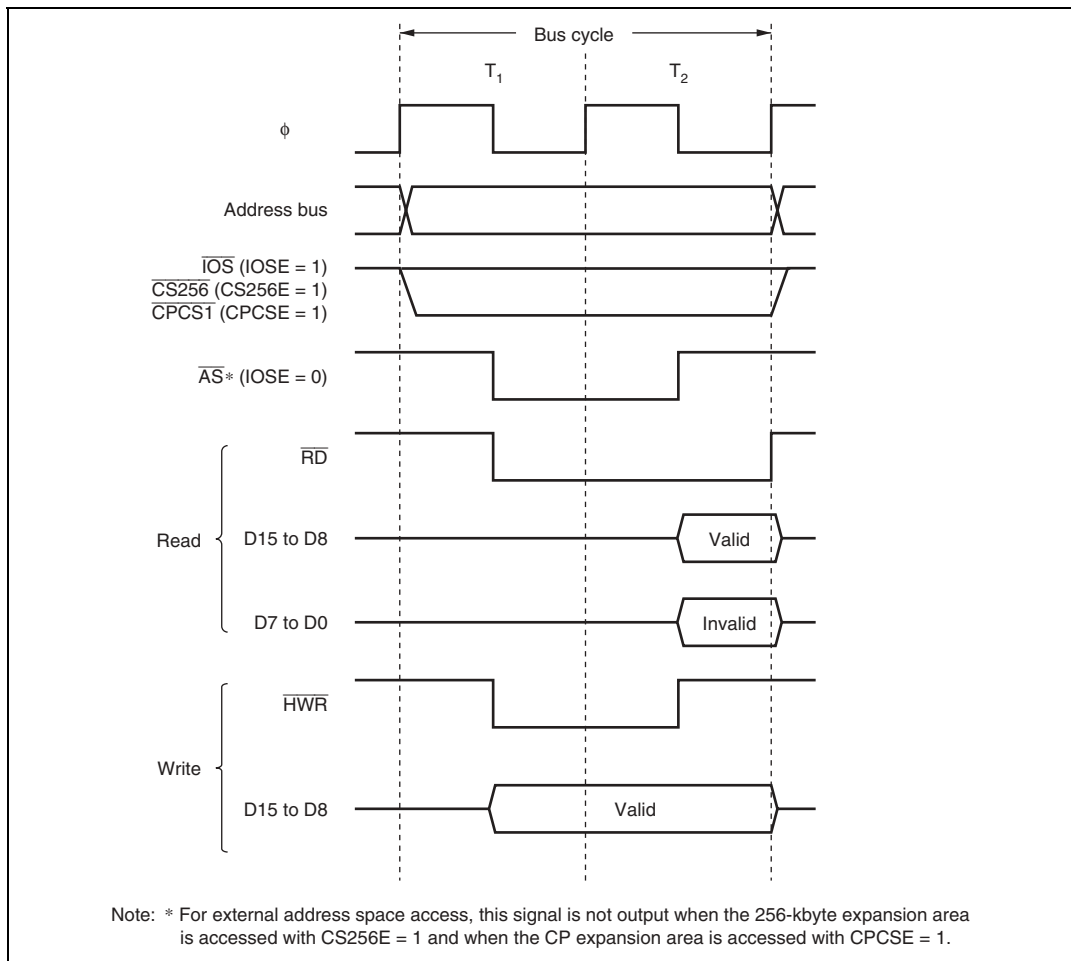 Bus cycle
T1 T2
ϕ
Address bus
IOS (IOSE = 1)
CS256 (CS256E = 1)
CPCS1 (CPCSE = 1)
AS* (IOSE = 0)
RD
Read
D15 to D8
Valid
D7 to D0
Invalid
HWR
Write
D15 to D8
Valid
Note: * For external address space access, this signal is not output when the 256-kbyte expansion area
is accessed with CS256E = 1 and when the CP expansion area is accessed with CPCSE = 1.